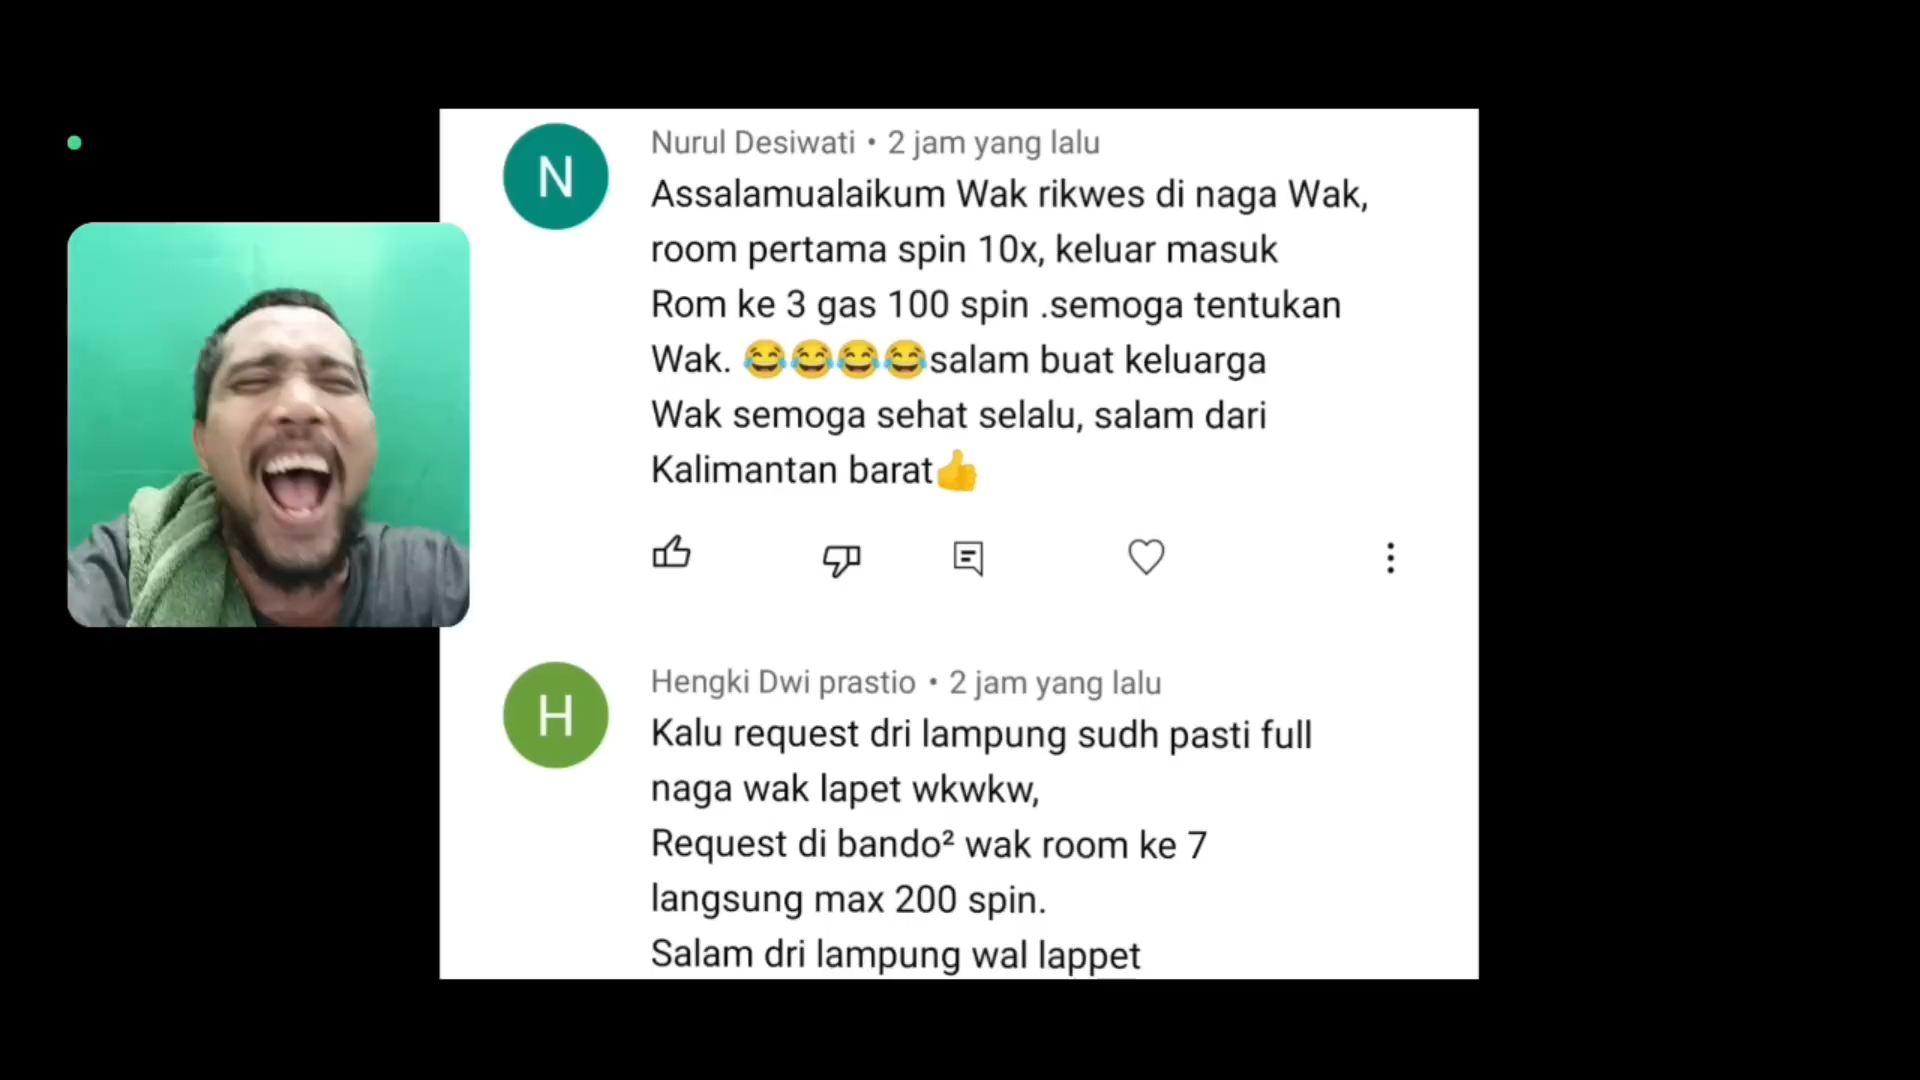 N
Nurul Desiwati • 2 jam yang lalu
Assalamualaikum Wak rikwes di naga Wak,
room pertama spin 10x, keluar masuk
Rom ke 3 gas 100 spin .semoga tentukan
Wak. 😂😂😂😂salam buat keluarga
Wak semoga sehat selalu, salam dari
Kalimantan barat👍
H
Hengki Dwi prastio • 2 jam yang lalu
Kalu request dri lampung sudh pasti full
naga wak lapet wkwkw,
Request di bando² wak room ke 7
langsung max 200 spin.
Salam dri lampung wal lappet